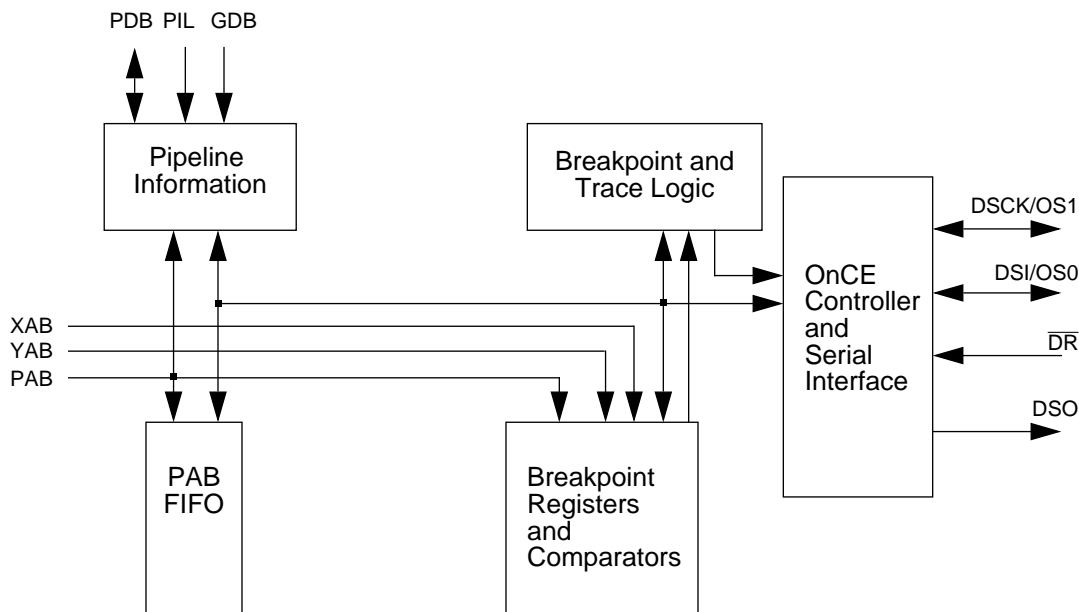 PDB PIL GDB
Pipeline
Information
Breakpoint and
Trace Logic
OnCE
Controller
and
Serial
Interface
DSCK/OS1
DSI/OS0
DR
DSO
XAB
YAB
PAB
PAB
FIFO
Breakpoint
Registers
and
Comparators